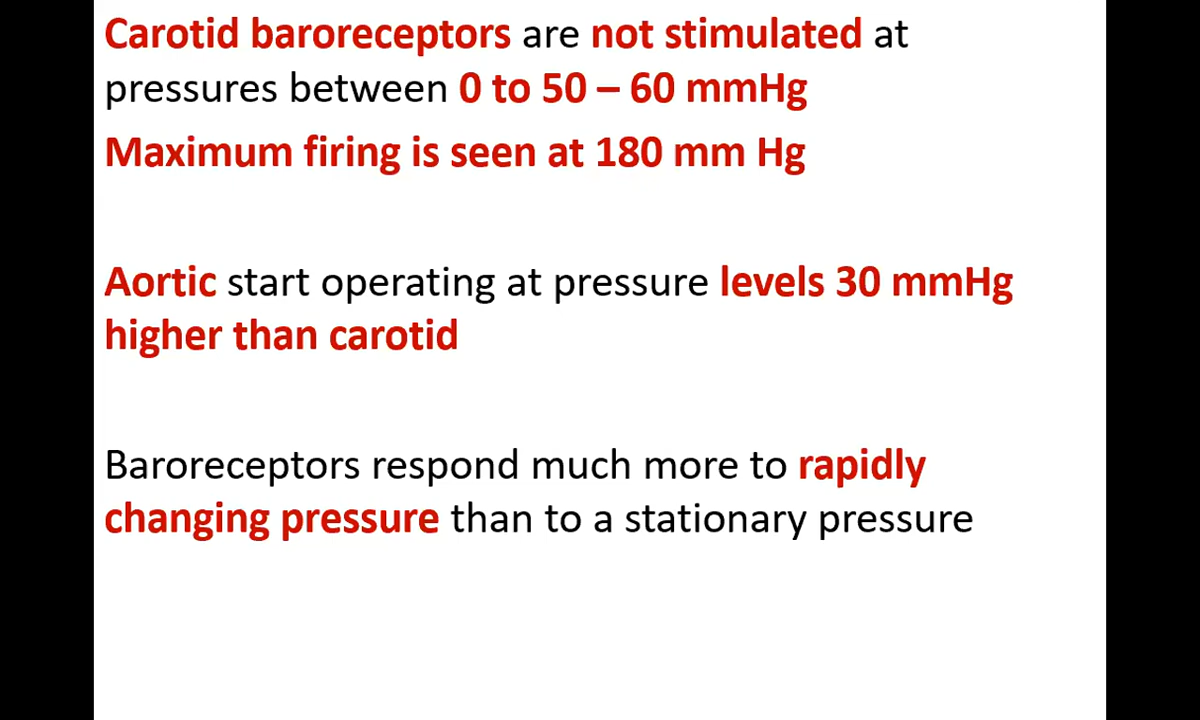 Carotid baroreceptors are not stimulated at
pressures between 0 to 50 – 60 mmHg
Maximum firing is seen at 180 mm Hg
Aortic start operating at pressure levels 30 mmHg
higher than carotid
Baroreceptors respond much more to rapidly
changing pressure than to a stationary pressure